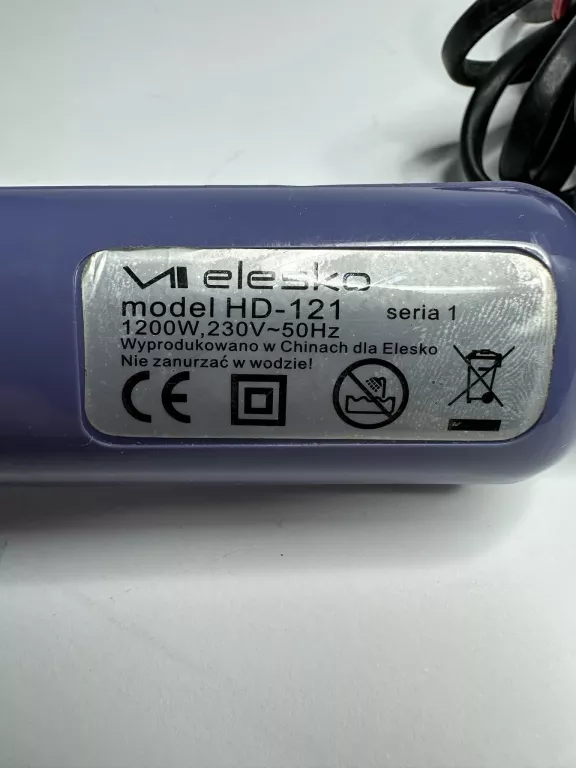 elesko
model HD-121 seria 1
1200W,230V~50Hz
Wyprodukowano w Chinach dla Elesko
Nie zanurzać w wodzie!
CE